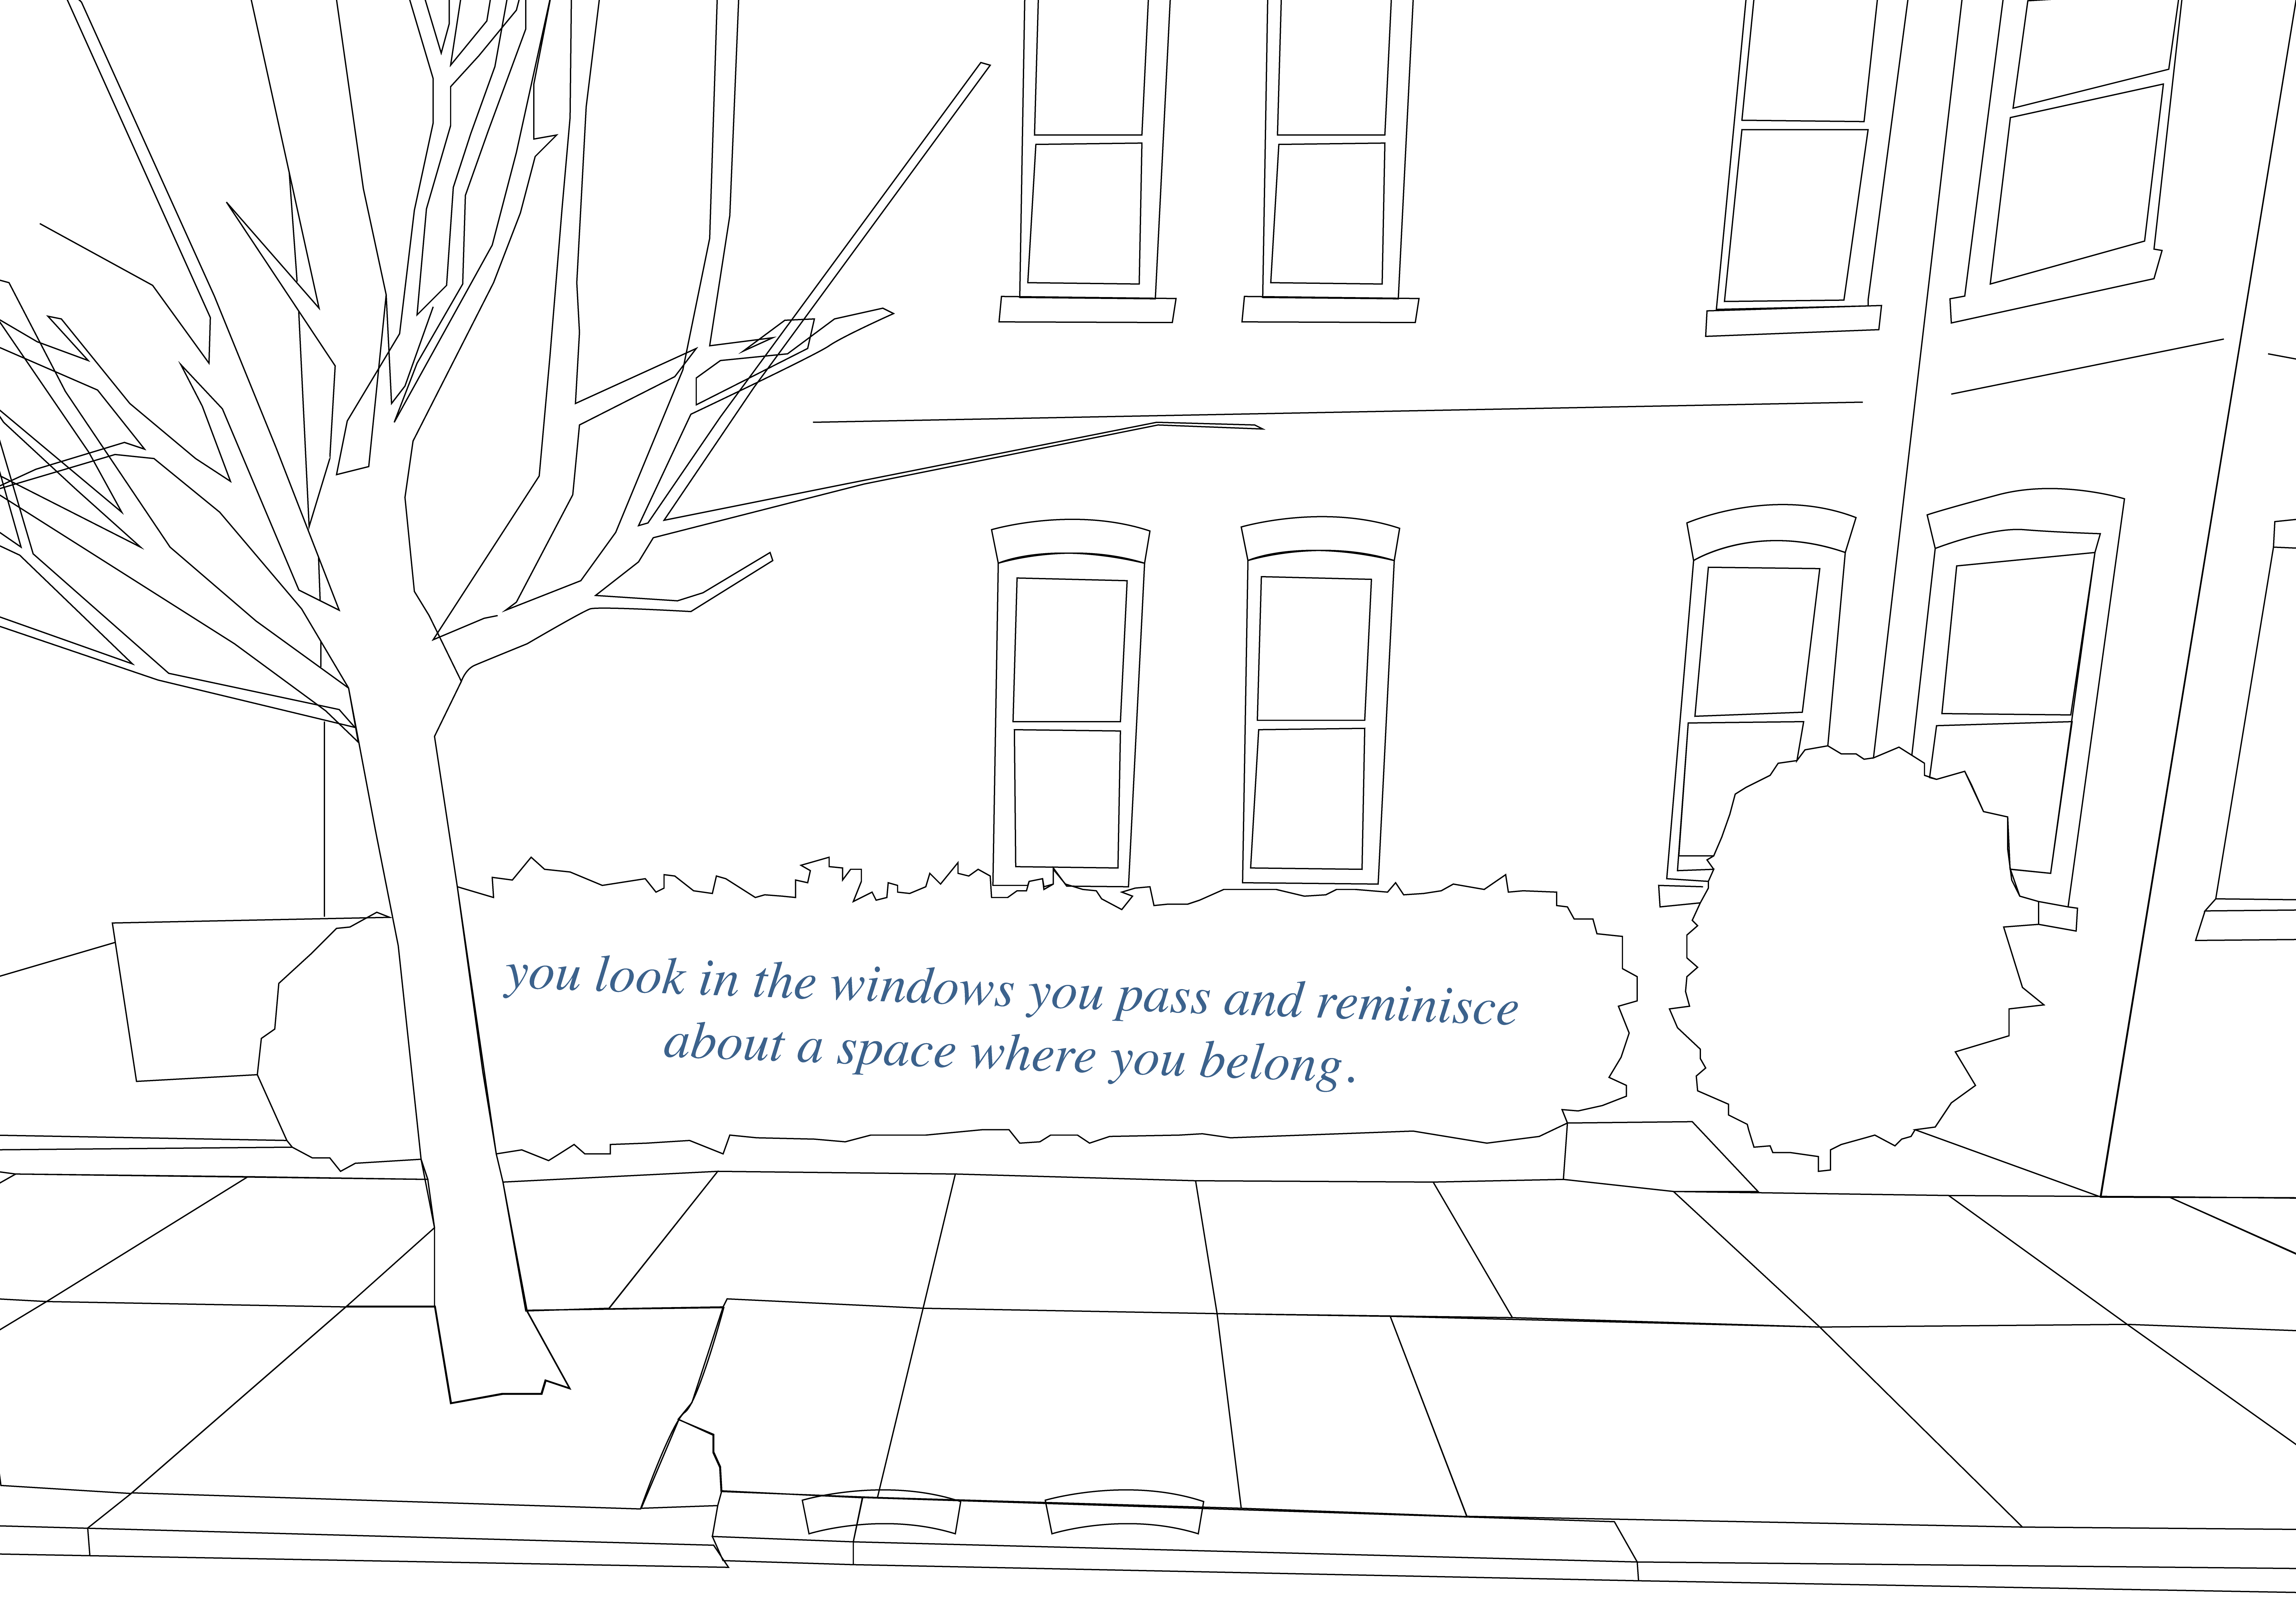 you look in the windows you pass and reminisce
about a space where you belong.